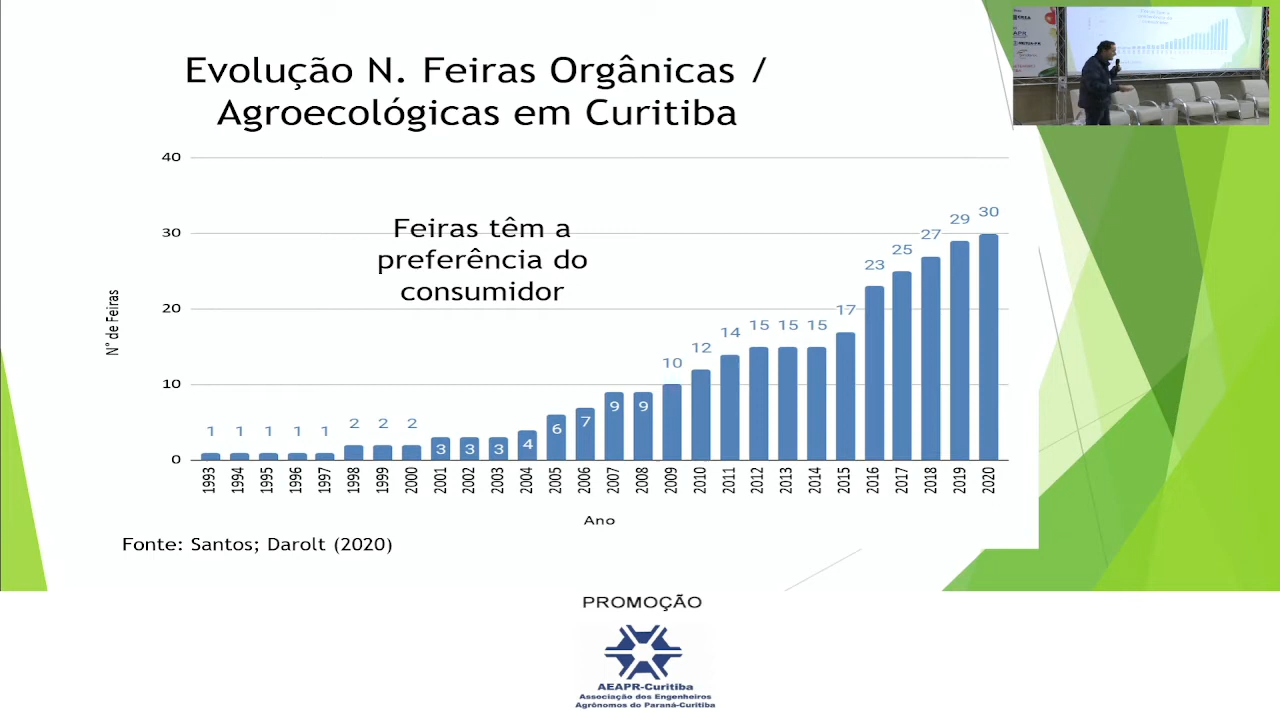 Evolução N. Feiras Orgânicas /
Agroecológicas em Curitiba
Feiras têm a
preferência do
consumidor
N° de Feiras
40
30
20
10
0
1 1 1 1 1 2 2 2 3 3 3 4 6 7 9 9 10 12 14 15 15 15 17 23 25 27 29 30
1993 1994 1995 1996 1997 1998 1999 2000 2001 2002 2003 2004 2005 2006 2007 2008 2009 2010 2011 2012 2013 2014 2015 2016 2017 2018 2019 2020
Ano
Fonte: Santos; Darolt (2020)
PROMOÇÃO
AEAPR-Curitiba
Associação dos Engenheiros
Agrônomos do Paraná-Curitiba